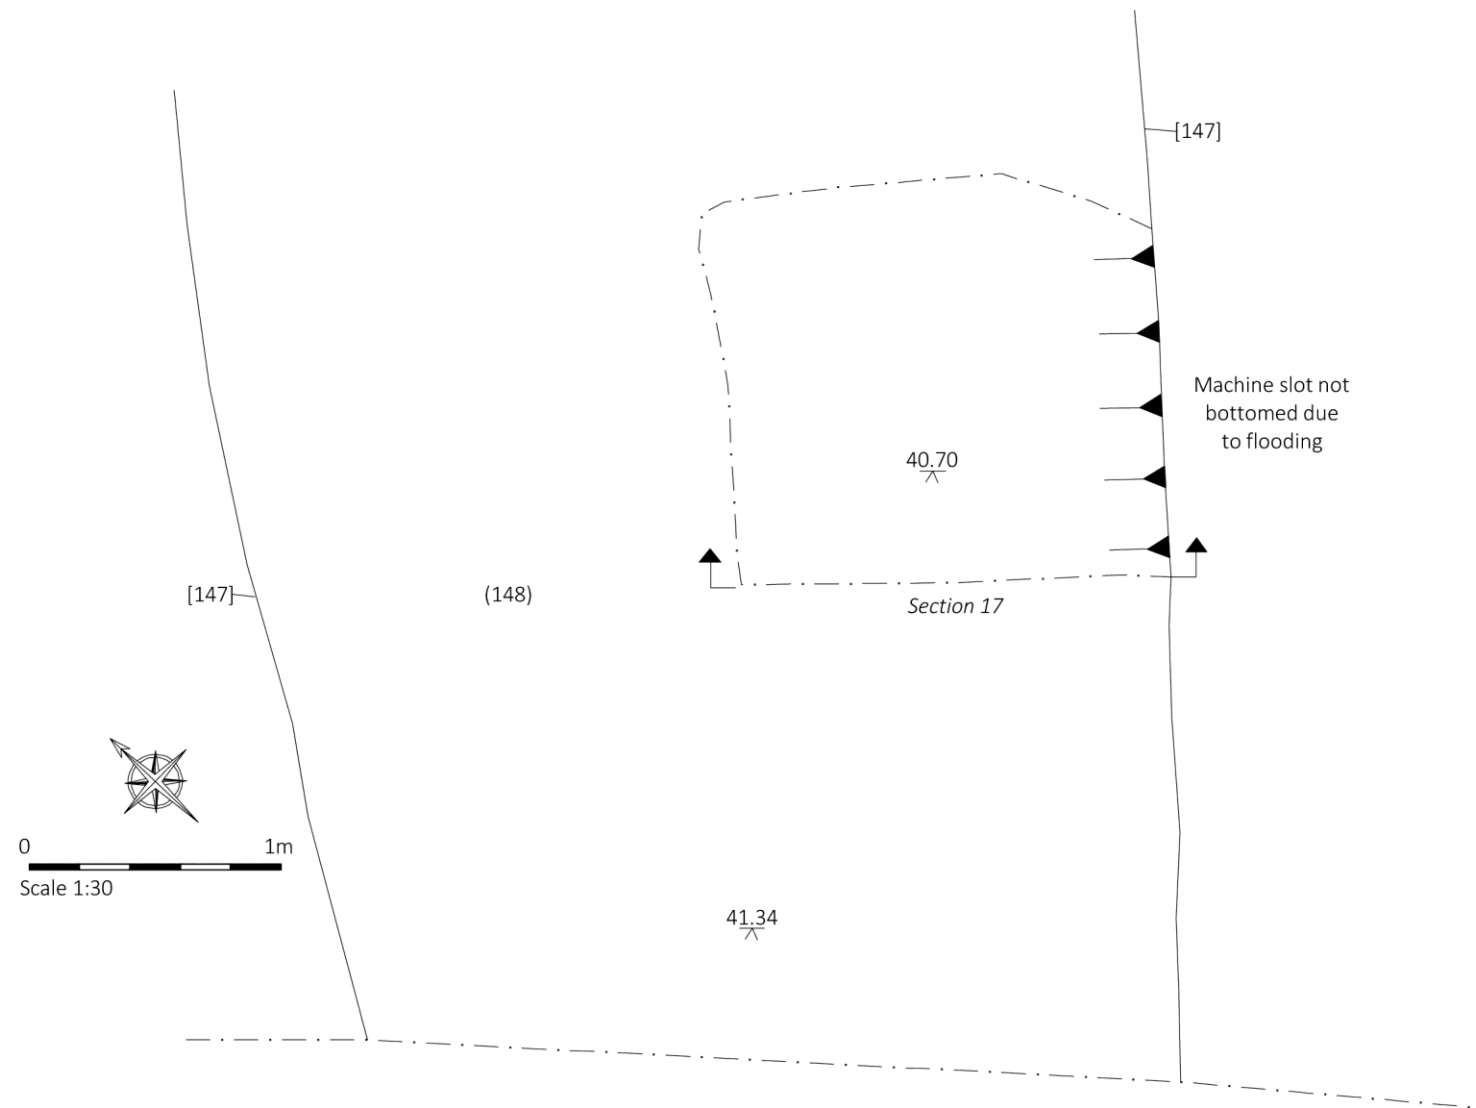 [147]
Machine slot not
bottomed due
to flooding
40.70
[147]
(148)
Section 17
0 1m
Scale 1:30
41.34